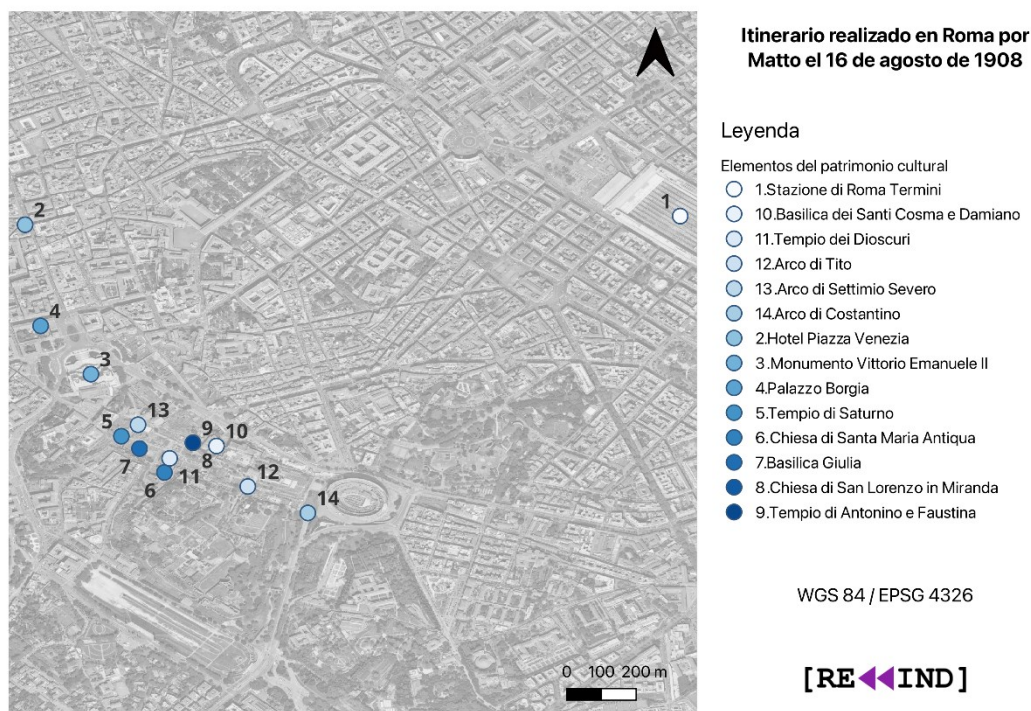 Itinerario realizado en Roma por
Matto el 16 de agosto de 1908
Leyenda
Elementos del patrimonio cultural
1.Stazione di Roma Termini
10.Basilica dei Santi Cosma e Damiano
11.Tempio dei Dioscuri
12.Arco di Tito
13.Arco di Settimio Severo
14.Arco di Costantino
2.Hotel Piazza Venezia
3.Monumento Vittorio Emanuele II
4.Palazzo Borgia
5.Tempio di Saturno
6.Chiesa di Santa Maria Antiqua
7.Basilica Giulia
8.Chiesa di San Lorenzo in Miranda
9.Tempio di Antonino e Faustina
WGS 84 / EPSG 4326
[RE IND]
1
2
4
3
13
5
9
10
7
8
11
6
12
14
0 100 200 m